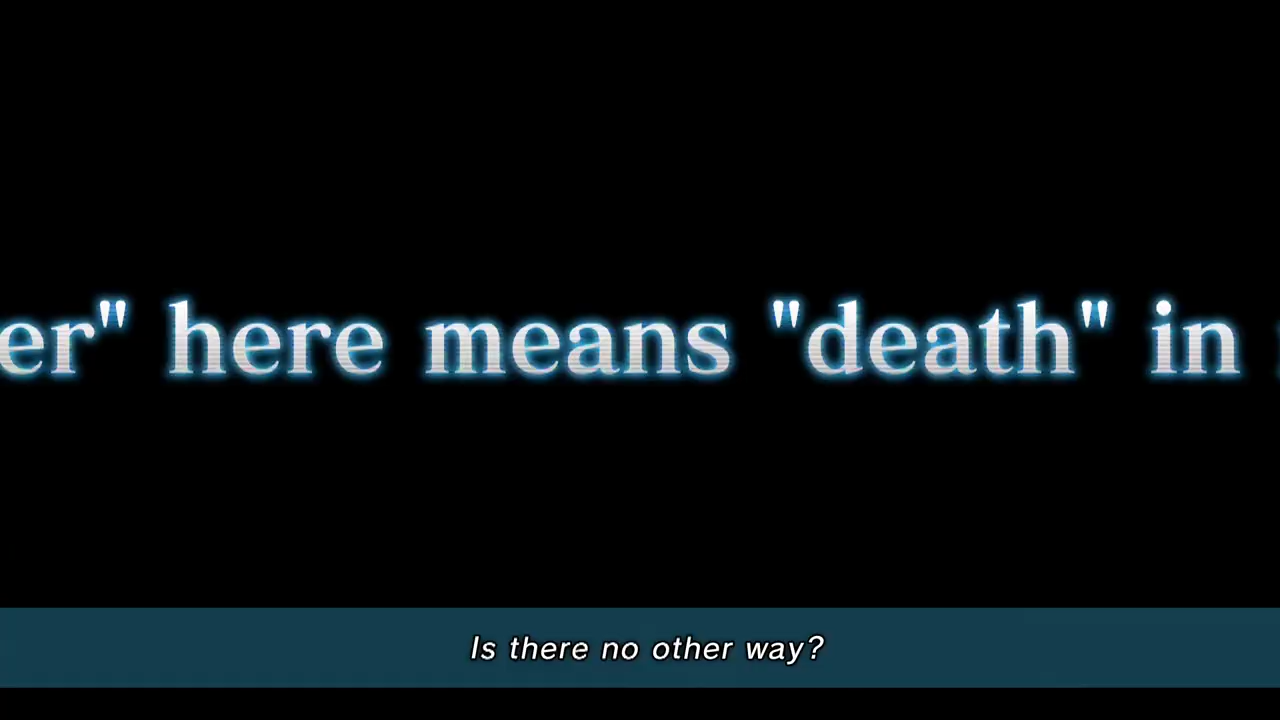 er" here means "death" in
Is there no other way?